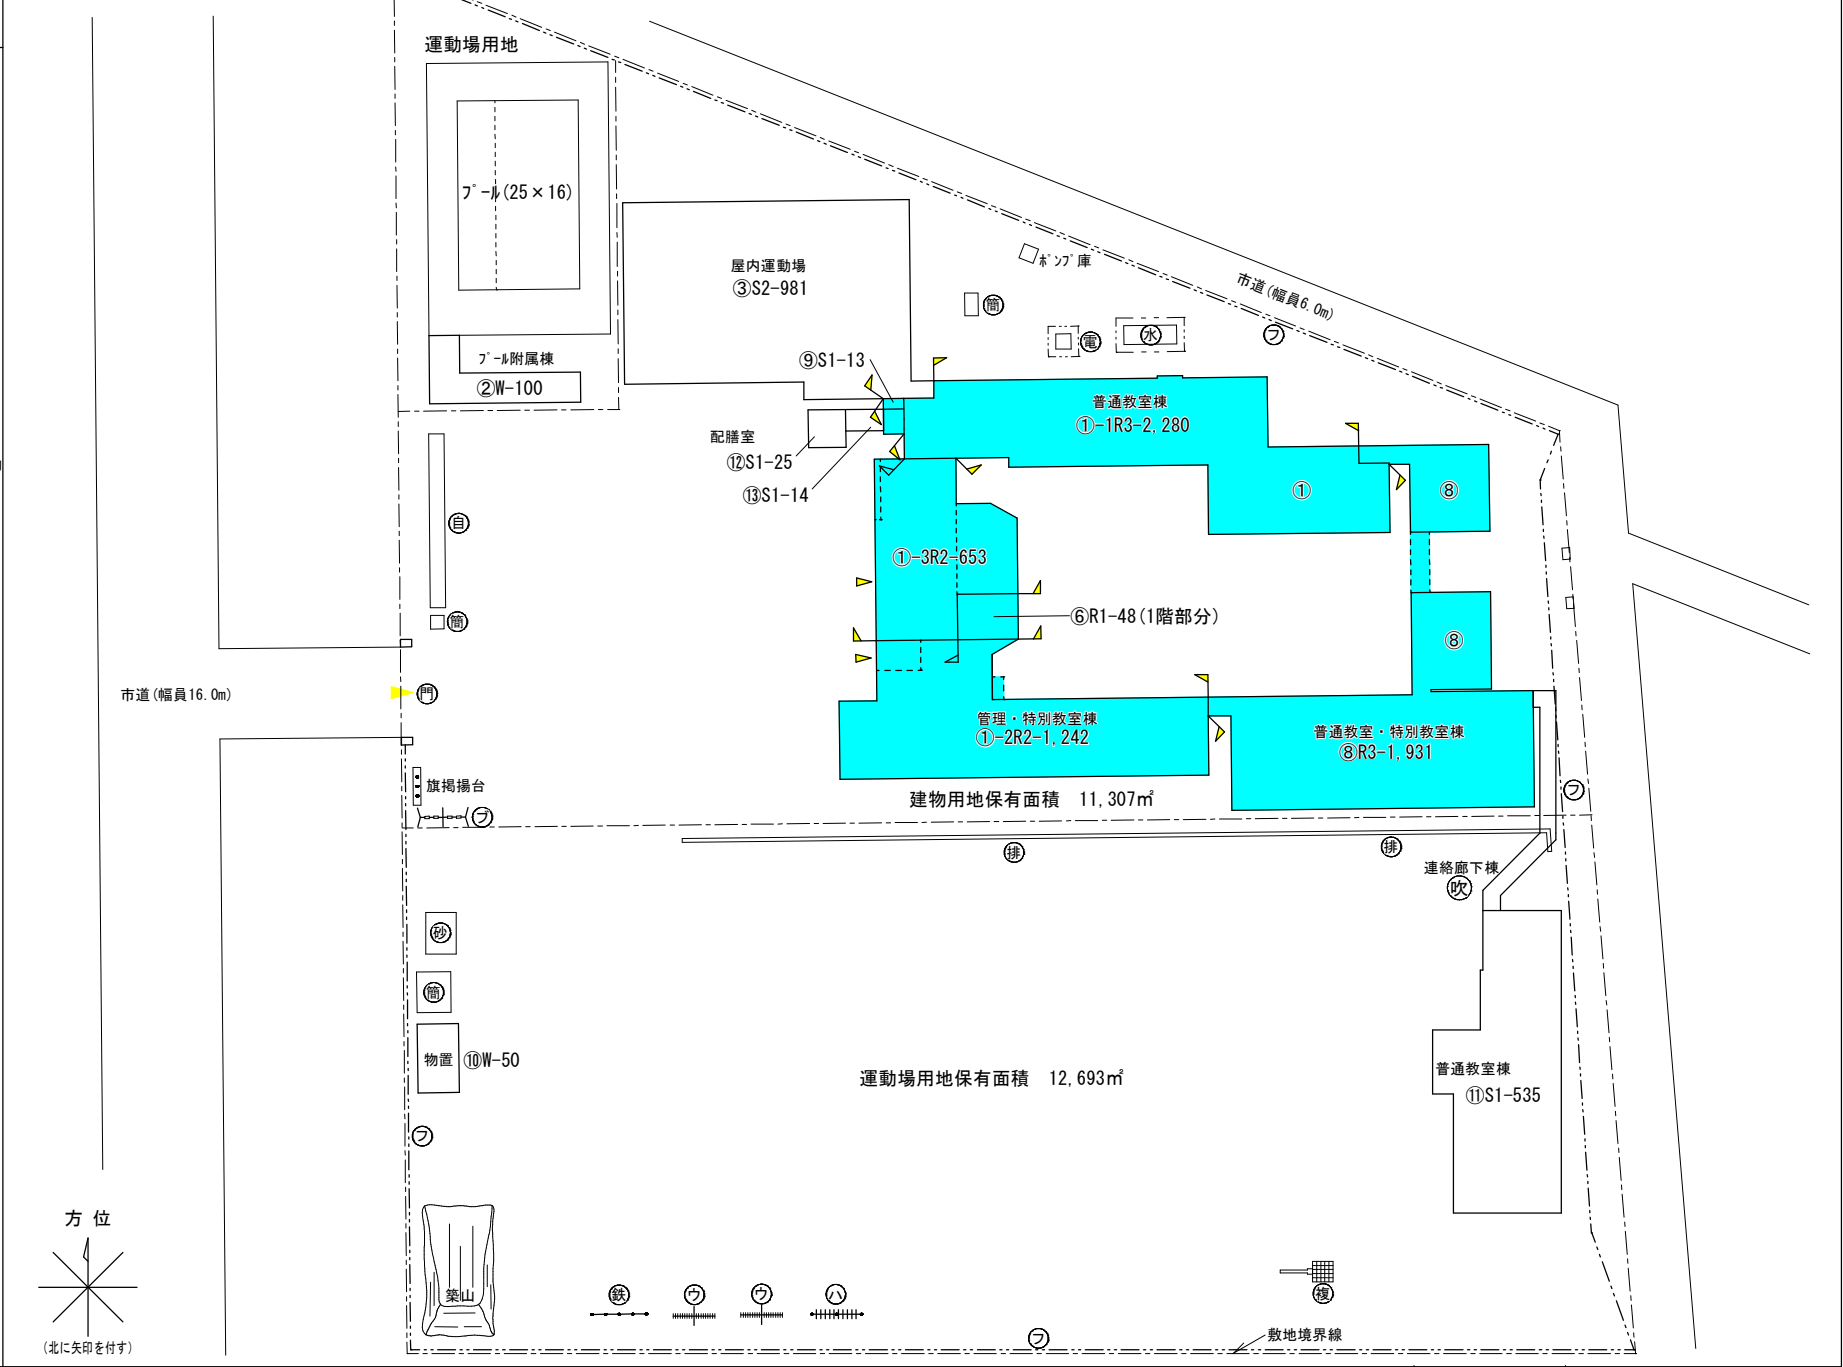 運動場用地
ﾌﾟｰﾙ(25×16)
屋内運動場
③S2-981
ﾎﾟﾝﾌﾟ庫
市道(幅員6.0m)
簡
電
水
フ
ﾌﾟｰﾙ附属棟
②W-100
⑨S1-13
普通教室棟
①-1R3-2,280
配膳室
⑫S1-25
⑬S1-14
①
⑧
自
①-3R2-653
⑥R1-48(1階部分)
簡
⑧
市道(幅員16.0m)
門
管理・特別教室棟
①-2R2-1,242
普通教室・特別教室棟
⑧R3-1,931
旗掲揚台
ブ
建物用地保有面積 11,307㎡
フ
排
排
連絡廊下棟
吹
砂
簡
物置
⑩W-50
運動場用地保有面積 12,693㎡
普通教室棟
⑪S1-535
フ
方 位
(北に矢印を付す)
築山
鉄
ウ
ウ
ハ
複
フ
敷地境界線